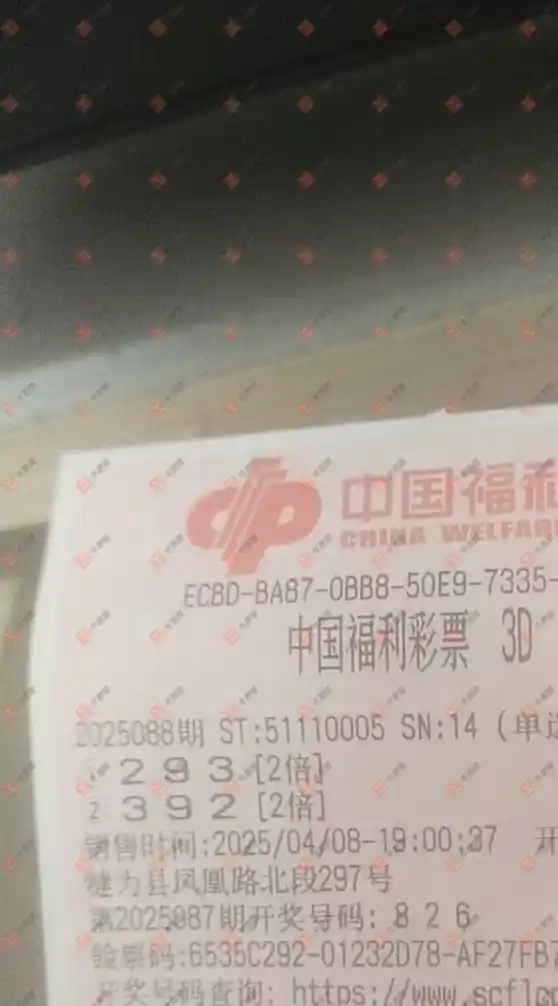 中国福利
CHINA WELFAR
ECBD-BA87-0BB8-50E9-7335-
中国福利彩票 3D
2025088期 ST:51110005 SN:14 (单选
1: 2 9 3 [2倍]
2: 3 9 2 [2倍]
销售时间:2025/04/08-19:00:37 开
犍为县凤凰路北段297号
第2025087期开奖号码: 8 2 6
验票码:6535C292-01232D78-AF27FB7
开奖号码查询: https://www.scflc